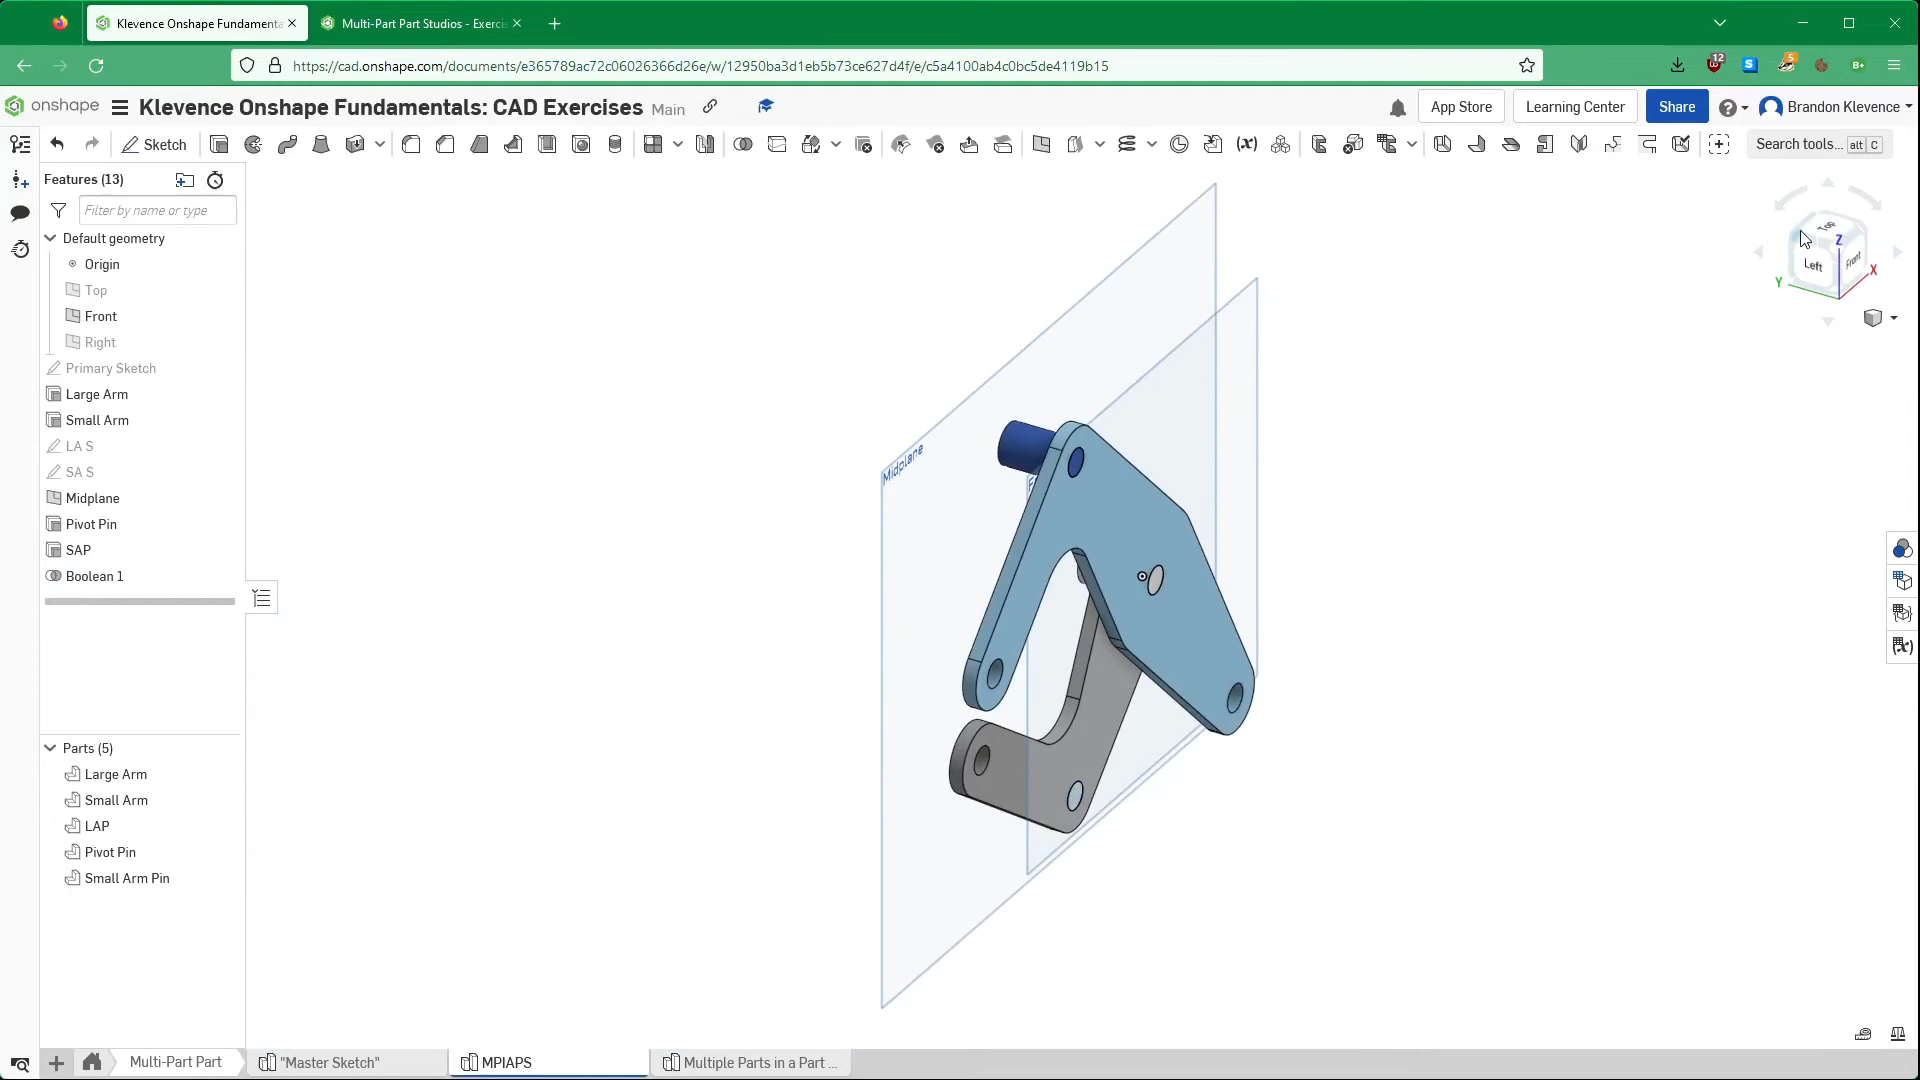 Klevence Onshape Fundamenta
Multi-Part Part Studios - Exerci
https://cad.onshape.com/documents/e365789ac72c06026366d26e/w/12950ba3d1eb5b73ce627d4f/e/c5a4100ab4c0bc5de4119b15
12
S
5
B+
onshape
Klevence Onshape Fundamentals: CAD Exercises
Main
App Store
Learning Center
Share
Brandon Klevence
Sketch
Search tools...
alt
C
Features (13)
Filter by name or type
Default geometry
Origin
Top
Front
Right
Primary Sketch
Large Arm
Small Arm
LA S
SA S
Midplane
Pivot Pin
SAP
Boolean 1
Parts (5)
Large Arm
Small Arm
LAP
Pivot Pin
Small Arm Pin
Midplane
Top
Z
Left
Front
X
Y
Multi-Part Part
"Master Sketch"
MPIAPS
Multiple Parts in a Part ...